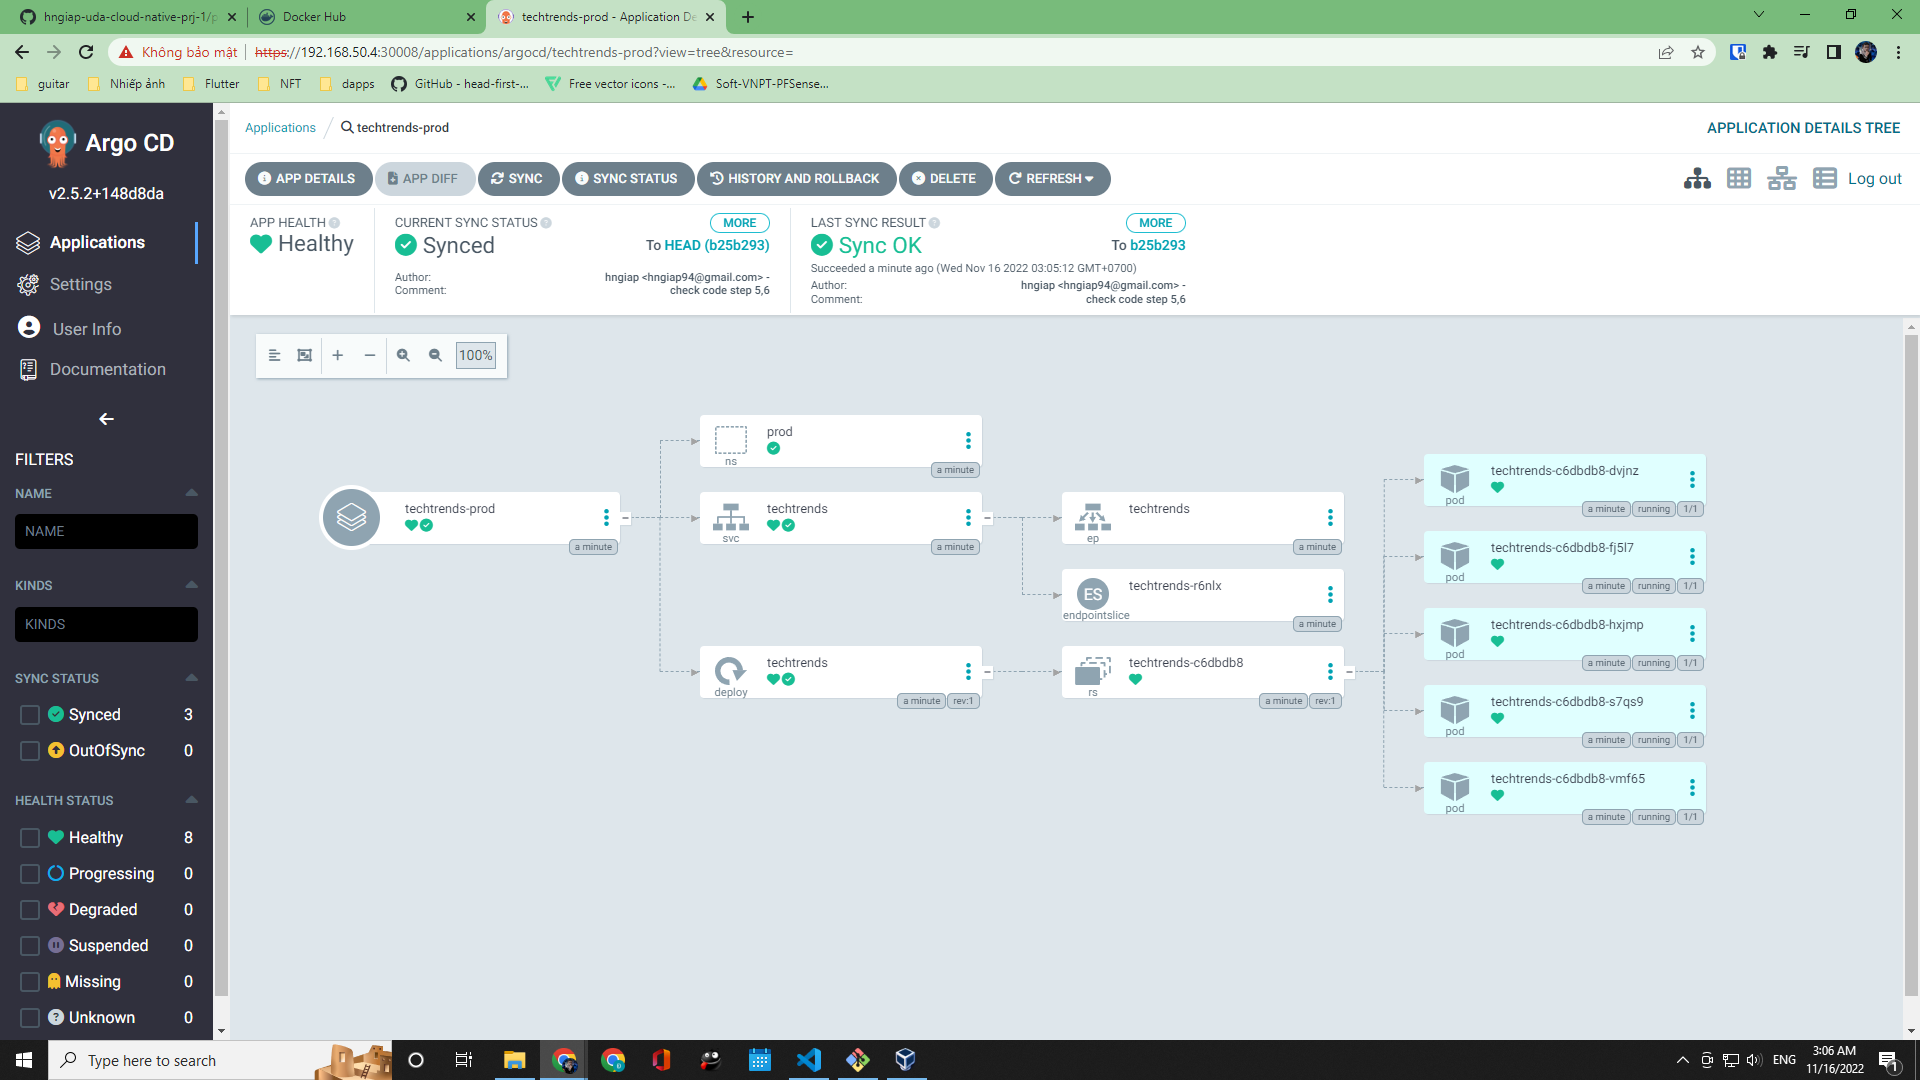 hngiap-uda-cloud-native-prj-1/p
Docker Hub
techtrends-prod - Application De
Không bảo mật
https://192.168.50.4:30008/applications/argocd/techtrends-prod?view=tree&resource=
guitar
Nhiếp ảnh
Flutter
NFT
dapps
GitHub - head-first-...
Free vector icons -...
Soft-VNPT-PFSense...
Argo CD
v2.5.2+148d8da
Applications
Settings
User Info
Documentation
FILTERS
NAME
NAME
KINDS
KINDS
SYNC STATUS
Synced 3
OutOfSync 0
HEALTH STATUS
Healthy 8
Progressing 0
Degraded 0
Suspended 0
Missing 0
Unknown 0
Applications / techtrends-prod
APPLICATION DETAILS TREE
APP DETAILS
APP DIFF
SYNC
SYNC STATUS
HISTORY AND ROLLBACK
DELETE
REFRESH
Log out
APP HEALTH
Healthy
CURRENT SYNC STATUS
MORE
Synced
To HEAD (b25b293)
Author: hngiap <hngiap94@gmail.com> -
Comment: check code step 5,6
LAST SYNC RESULT
MORE
Sync OK
To b25b293
Succeeded a minute ago (Wed Nov 16 2022 03:05:12 GMT+0700)
Author: hngiap <hngiap94@gmail.com> -
Comment: check code step 5,6
100%
techtrends-prod
a minute
prod
ns
a minute
techtrends
svc
a minute
techtrends
deploy
a minute rev:1
techtrends
ep
a minute
ES
techtrends-r6nlx
endpointslice
a minute
techtrends-c6dbdb8
rs
a minute rev:1
techtrends-c6dbdb8-dvjnz
pod
a minute running 1/1
techtrends-c6dbdb8-fj5l7
pod
a minute running 1/1
techtrends-c6dbdb8-hxjmp
pod
a minute running 1/1
techtrends-c6dbdb8-s7qs9
pod
a minute running 1/1
techtrends-c6dbdb8-vmf65
pod
a minute running 1/1
Type here to search
ENG
3:06 AM
11/16/2022
1